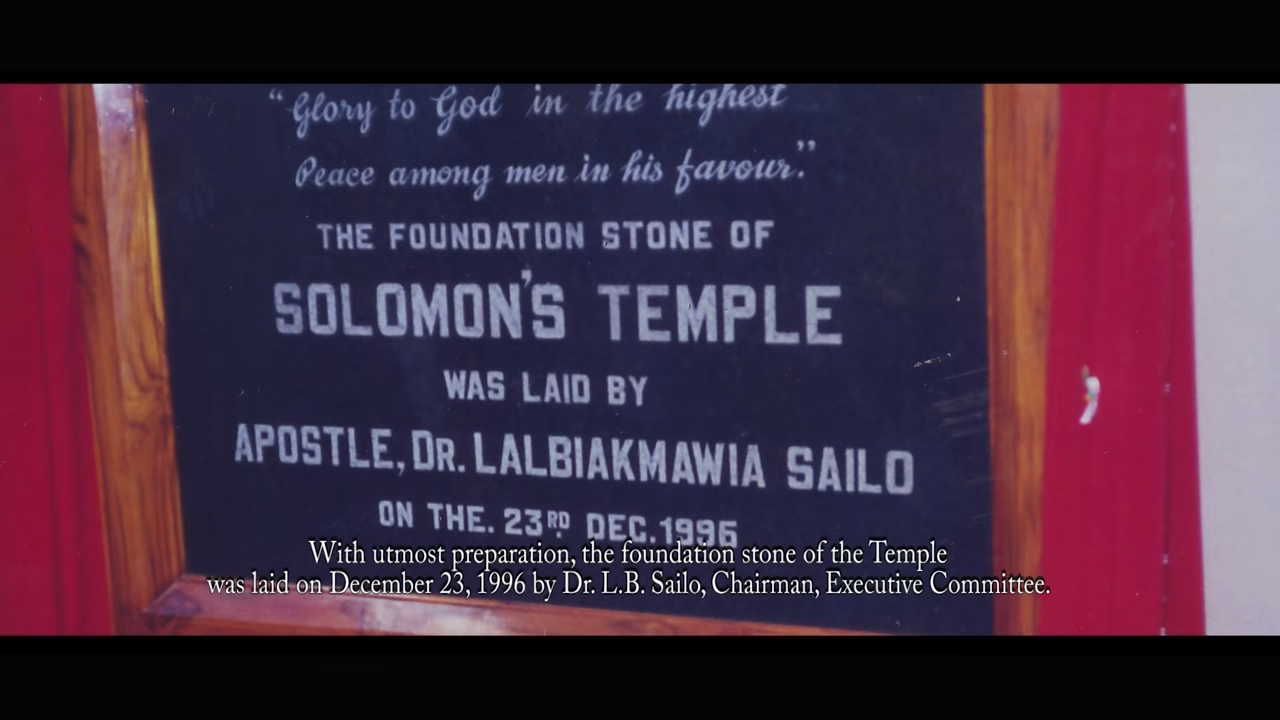 “Glory to God in the highest
Peace among men in his favour.”
THE FOUNDATION STONE OF
SOLOMON'S TEMPLE
WAS LAID BY
APOSTLE, DR. LALBIAKMAWIA SAILO
ON THE. 23RD DEC. 1996
With utmost preparation, the foundation stone of the Temple
was laid on December 23, 1996 by Dr. L.B. Sailo, Chairman, Executive Committee.